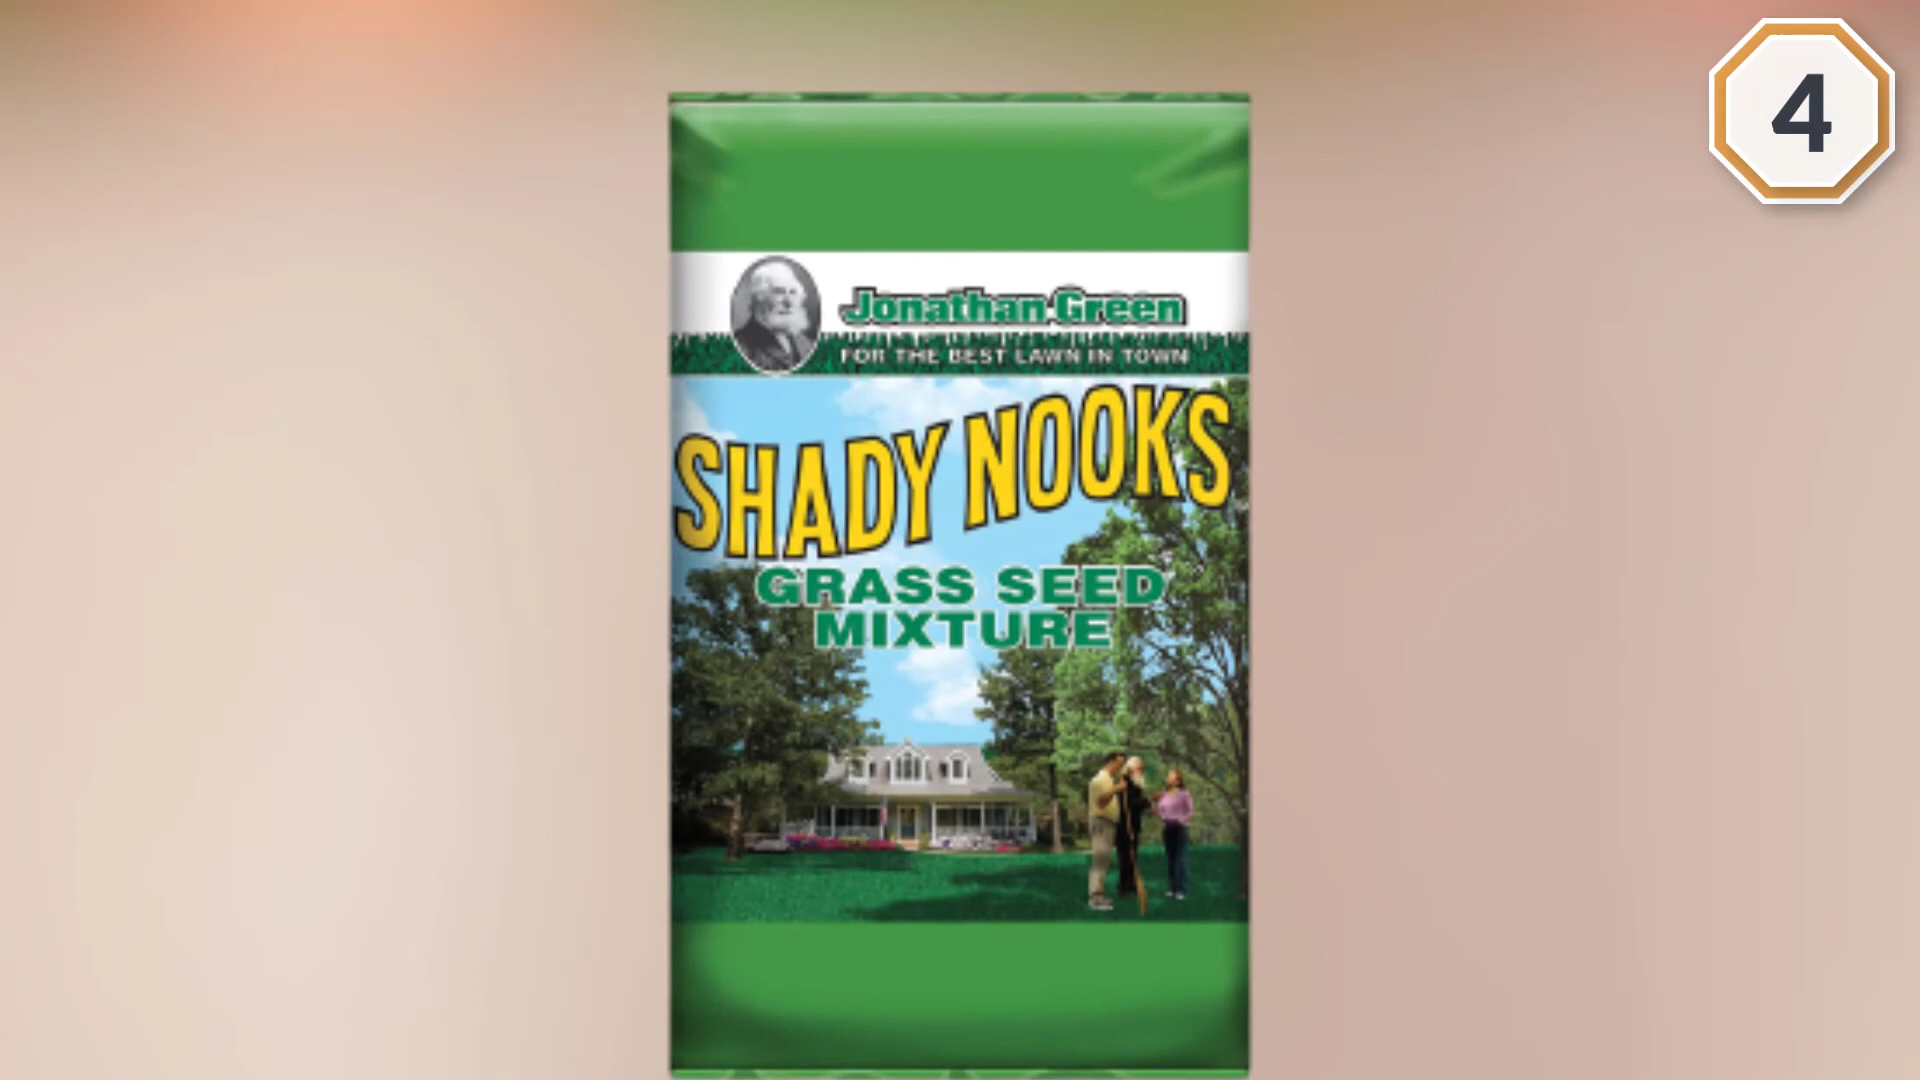 4
Jonathan Green
FOR THE BEST LAWN IN TOWN
SHADY NOOKS
GRASS SEED
MIXTURE